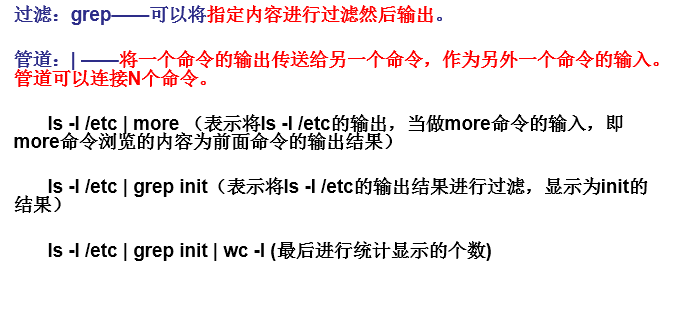 过滤：grep——可以将指定内容进行过滤然后输出。
管道：| ——将一个命令的输出传送给另一个命令，作为另外一个命令的输入。
管道可以连接N个命令。
ls -l /etc | more （表示将ls -l /etc的输出，当做more命令的输入，即
more命令浏览的内容为前面命令的输出结果）
ls -l /etc | grep init（表示将ls -l /etc的输出结果进行过滤，显示为init的
结果）
ls -l /etc | grep init | wc -l (最后进行统计显示的个数)